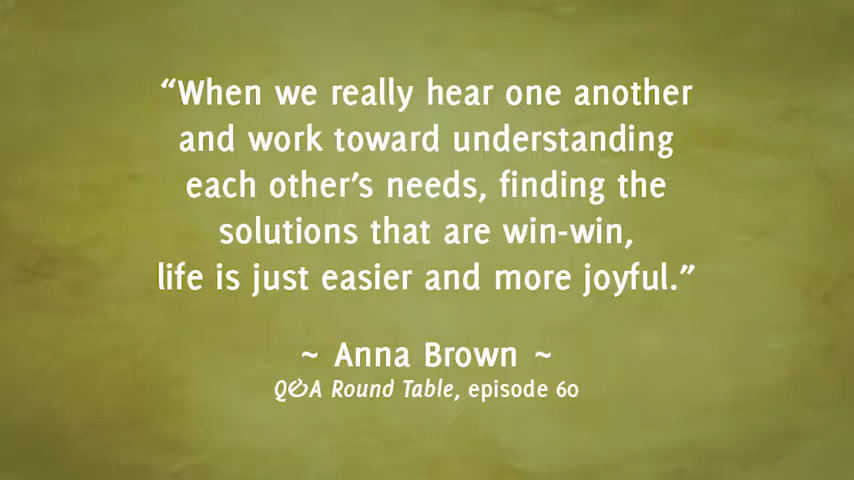 “When we really hear one another
and work toward understanding
each other’s needs, finding the
solutions that are win-win,
life is just easier and more joyful.”
~ Anna Brown ~
Q&A Round Table, episode 60